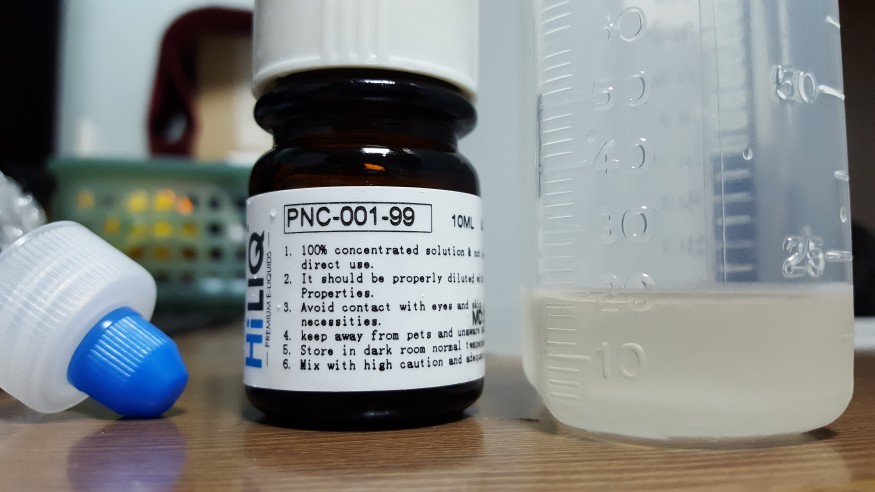 PNC-001-99 10ML
1. 100% concentrated solution &
direct use.
2. It should be properly diluted
Properties.
3. Avoid contact with eyes and
necessities.
4. keep away from pets and
5. Store in dark room normal
6. Mix with high caution and
HiLIQ
PREMIUM E-LIQUIDS
50
40
30
20
10
50
25